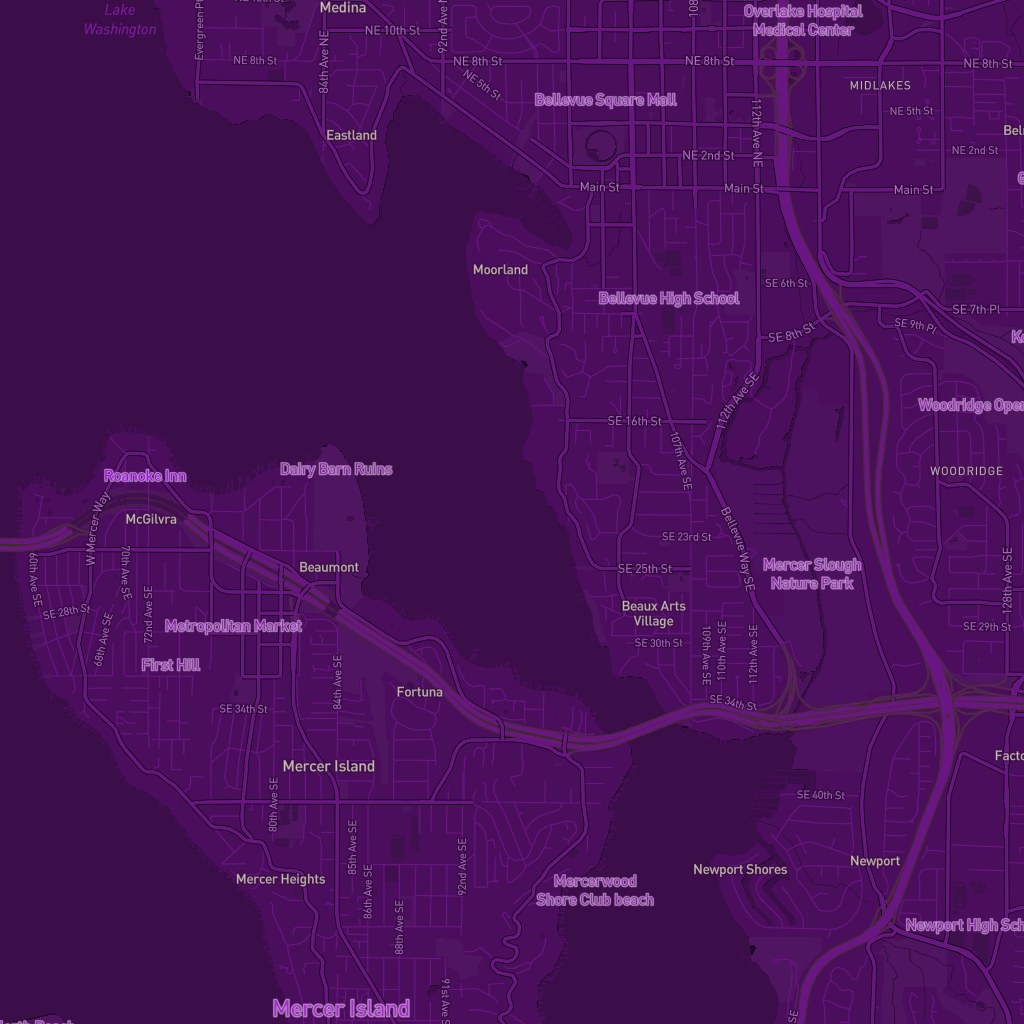 Lake
Washington
Medina
Evergreen Pt
84th Ave NE
92nd Ave N
NE 10th St
NE 8th St
NE 8th St
NE 5th St
Overlake Hospital
Medical Center
108
NE 8th St
NE 8th St
MIDLAKES
NE 5th St
Bellevue Square Mall
Eastland
112th Ave NE
NE 2nd St
NE 2nd St
Main St
Main St
Main St
Moorland
Bellevue High School
SE 6th St
SE 7th Pl
SE 9th Pl
SE 8th St
Woodridge Open
112th Ave SE
SE 16th St
107th Ave SE
WOODRIDGE
Roanoke Inn
Dairy Barn Ruins
W Mercer Way
McGilvra
Bellevue Way SE
SE 23rd St
Beaumont
SE 25th St
Mercer Slough
Nature Park
60th Ave SE
70th Ave SE
72nd Ave SE
128th Ave SE
SE 28th St
68th Ave SE
Metropolitan Market
Beaux Arts
Village
SE 29th St
SE 30th St
109th Ave SE
110th Ave SE
112th Ave SE
First Hill
84th Ave SE
Fortuna
SE 34th St
SE 34th St
Mercer Island
Facto
80th Ave SE
SE 40th St
85th Ave SE
92nd Ave SE
Mercer Heights
86th Ave SE
Mercerwood
Shore Club beach
Newport Shores
Newport
88th Ave SE
Newport High Sch
91st Ave S
Mercer Island
SE